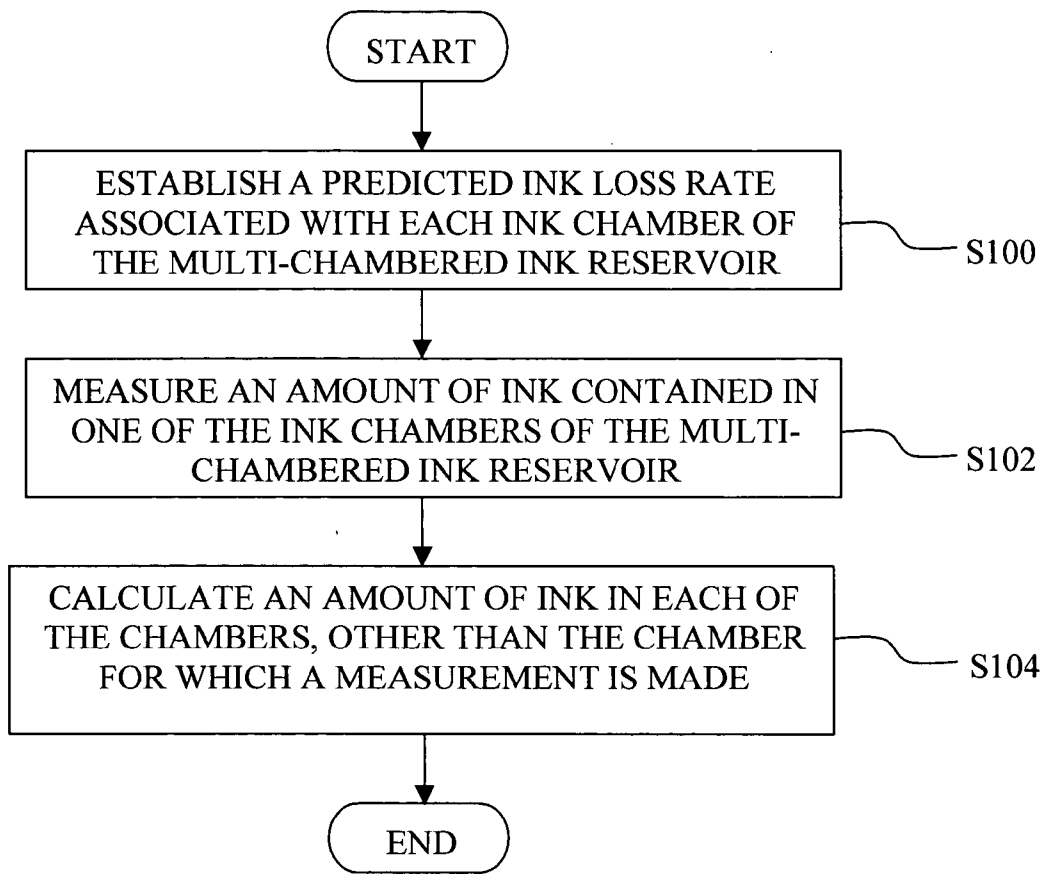 START
ESTABLISH A PREDICTED INK LOSS RATE
ASSOCIATED WITH EACH INK CHAMBER OF
THE MULTI-CHAMBERED INK RESERVOIR
S100
MEASURE AN AMOUNT OF INK CONTAINED IN
ONE OF THE INK CHAMBERS OF THE MULTI-
CHAMBERED INK RESERVOIR
S102
CALCULATE AN AMOUNT OF INK IN EACH OF
THE CHAMBERS, OTHER THAN THE CHAMBER
FOR WHICH A MEASUREMENT IS MADE
S104
END